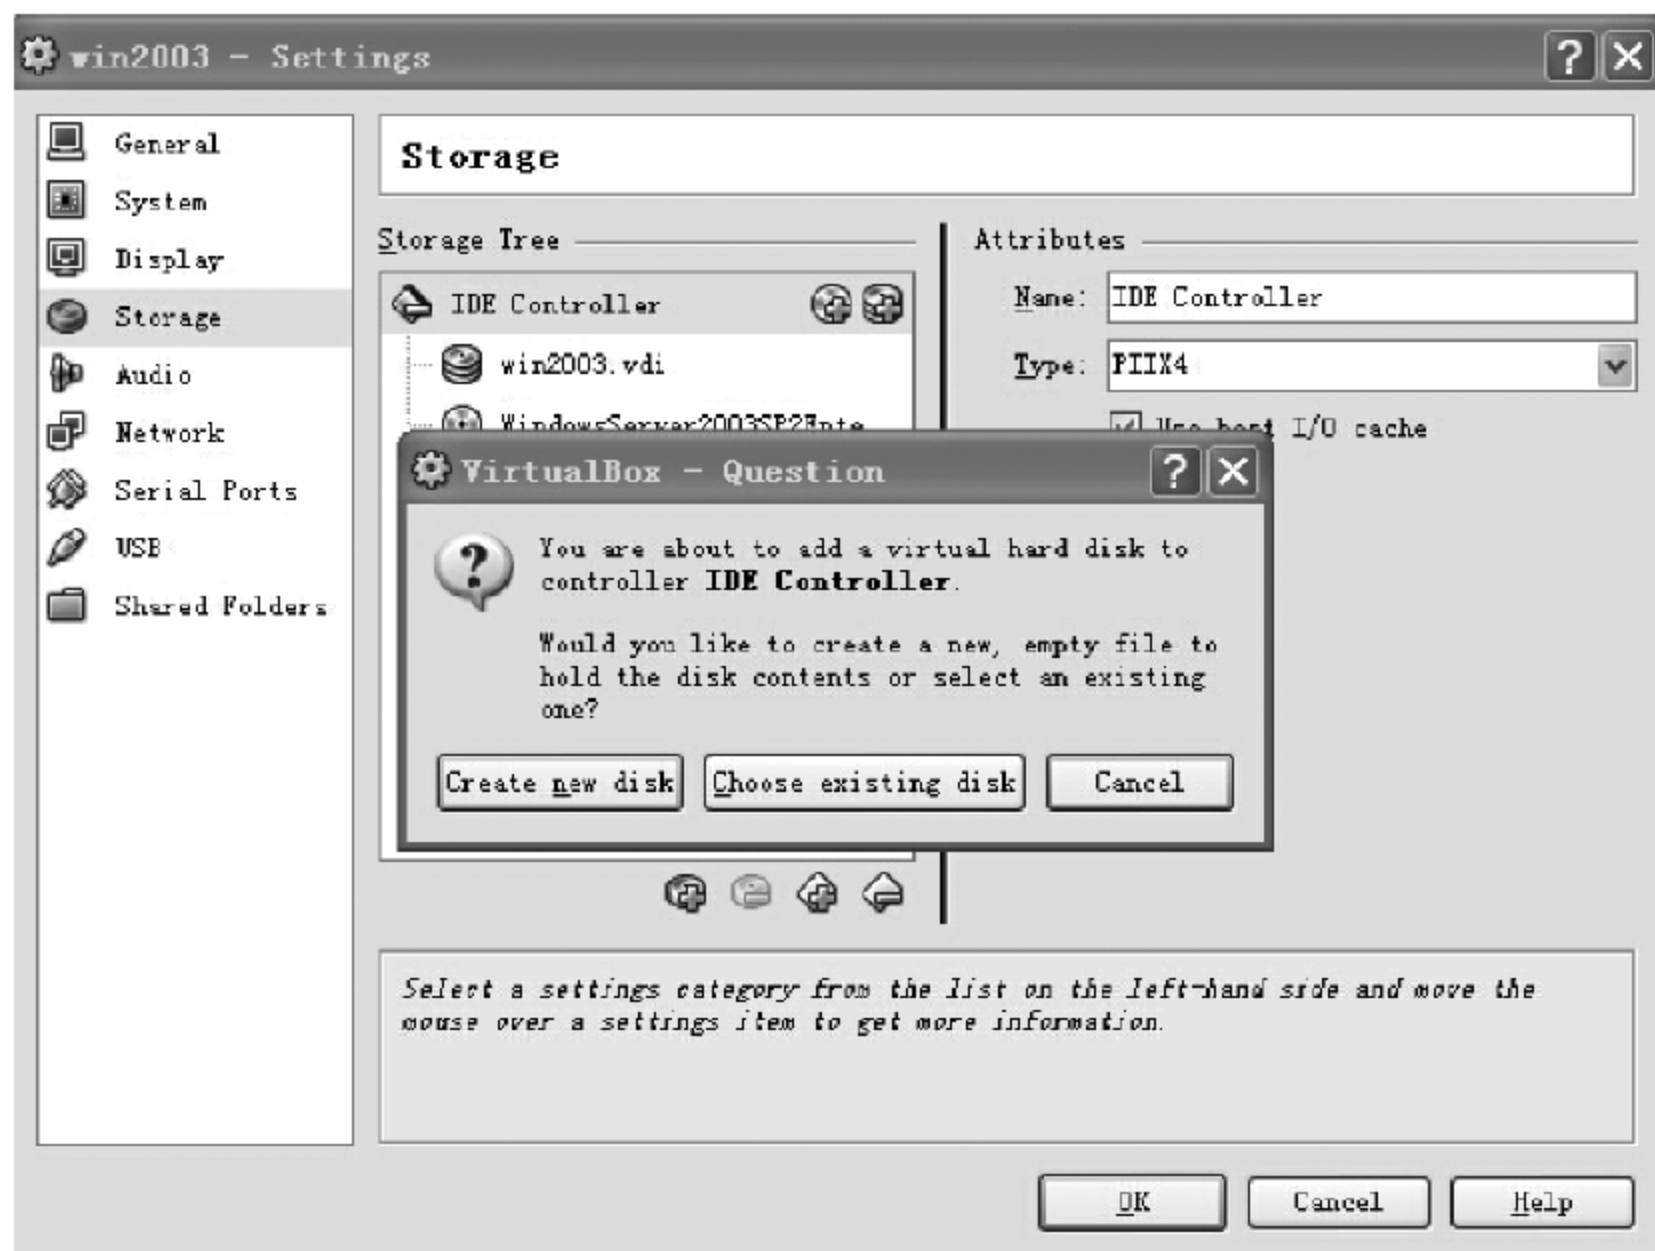 win2003 - Settings
General
System
Display
Storage
Audio
Network
Serial Ports
USB
Shared Folders
Storage
Storage Tree
IDE Controller
win2003.vdi
WindowsServer2003SP2Ente
Attributes
Name: IDE Controller
Type: PIIX4
Use host I/O cache
VirtualBox - Question
You are about to add a virtual hard disk to
controller IDE Controller.
Would you like to create a new, empty file to
hold the disk contents or select an existing
one?
Create new disk
Choose existing disk
Cancel
Select a settings category from the list on the left-hand side and move the
mouse over a settings item to get more information.
OK
Cancel
Help